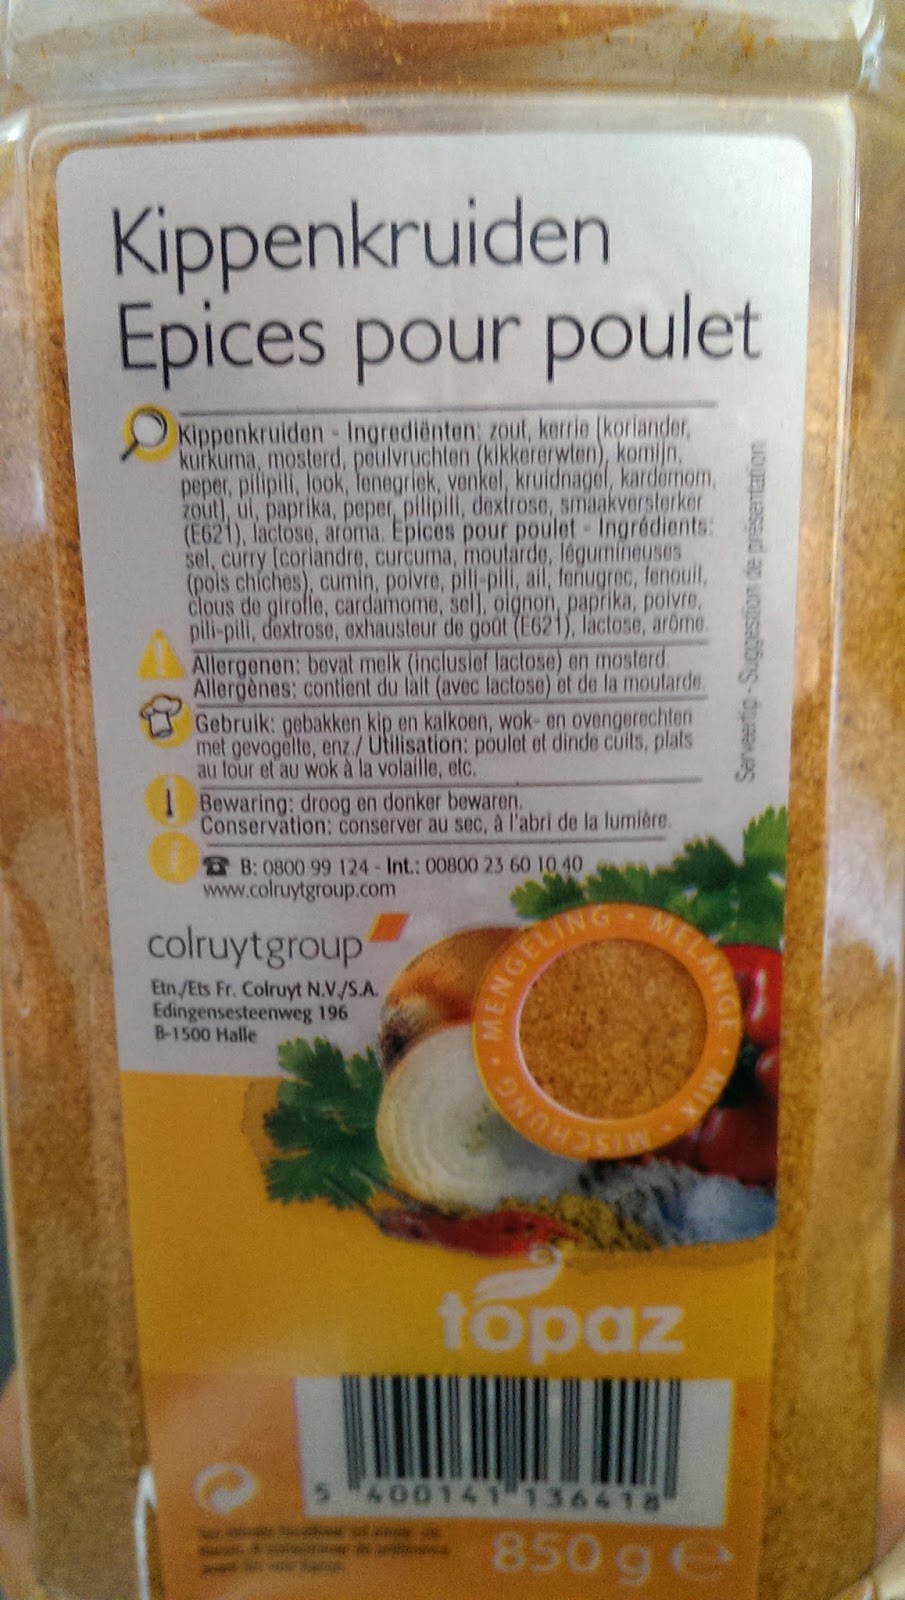 Kippenkruiden
Epices pour poulet
Kippenkruiden - Ingrediënten: zout, kerrie [koriander,
kurkuma, mosterd, peulvruchten (kikkererwten), komijn,
peper, pilipili, look, fenegriek, venkel, kruidnagel, kardemom,
zout], ui, paprika, peper, pilipili, dextrose, smaakversterker
(E621), lactose, aroma. Epices pour poulet - Ingrédients:
sel, curry [coriandre, curcuma, moutarde, légumineuses
(pois chiches), cumin, poivre, pili-pili, ail, fenugrec, fenouil,
clous de girofle, cardamome, sel], oignon, paprika, poivre,
pili-pili, dextrose, exhausteur de goût (E621), lactose, arôme.
Allergenen: bevat melk (inclusief lactose) en mosterd.
Allergènes: contient du lait (avec lactose) et de la moutarde.
Gebruik: gebakken kip en kalkoen, wok- en ovengerechten
met gevogelte, enz./ Utilisation: poulet et dinde cuits, plats
au four et au wok à la volaille, etc.
Bewaring: droog en donker bewaren.
Conservation: conserver au sec, à l'abri de la lumière.
B: 0800 99 124 - Int.: 00800 23 60 10 40
www.colruytgroup.com
Serveertip - Suggestion de présentation
colruytgroup
Etn./Ets Fr. Colruyt N.V./S.A.
Edingensesteenweg 196
B-1500 Halle
MENGELING • MELANGE • MIX • MISCHUNG •
topaz
5 400141 136418
850 g e